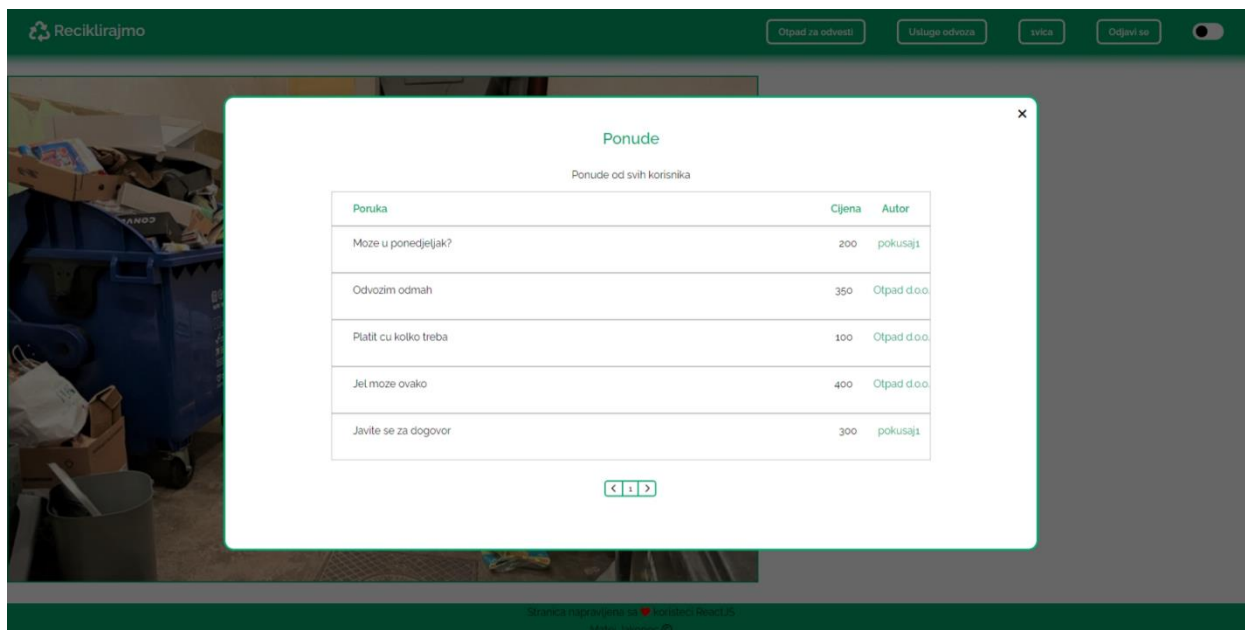 Reciklirajmo
Otpad za odvesti
Usluge odvoza
svica
Odjavi se
Ponude
Ponude od svih korisnika
Poruka Cijena Autor
Moze u ponedjeljak? 200 pokusaj1
Odvozim odmah 350 Otpad d.o.o.
Platit cu kolko treba 100 Otpad d.o.o.
Jel moze ovako 400 Otpad d.o.o.
Javite se za dogovor 300 pokusaj1
1
Stranica napravljena sa ❤ koristeći ReactJS